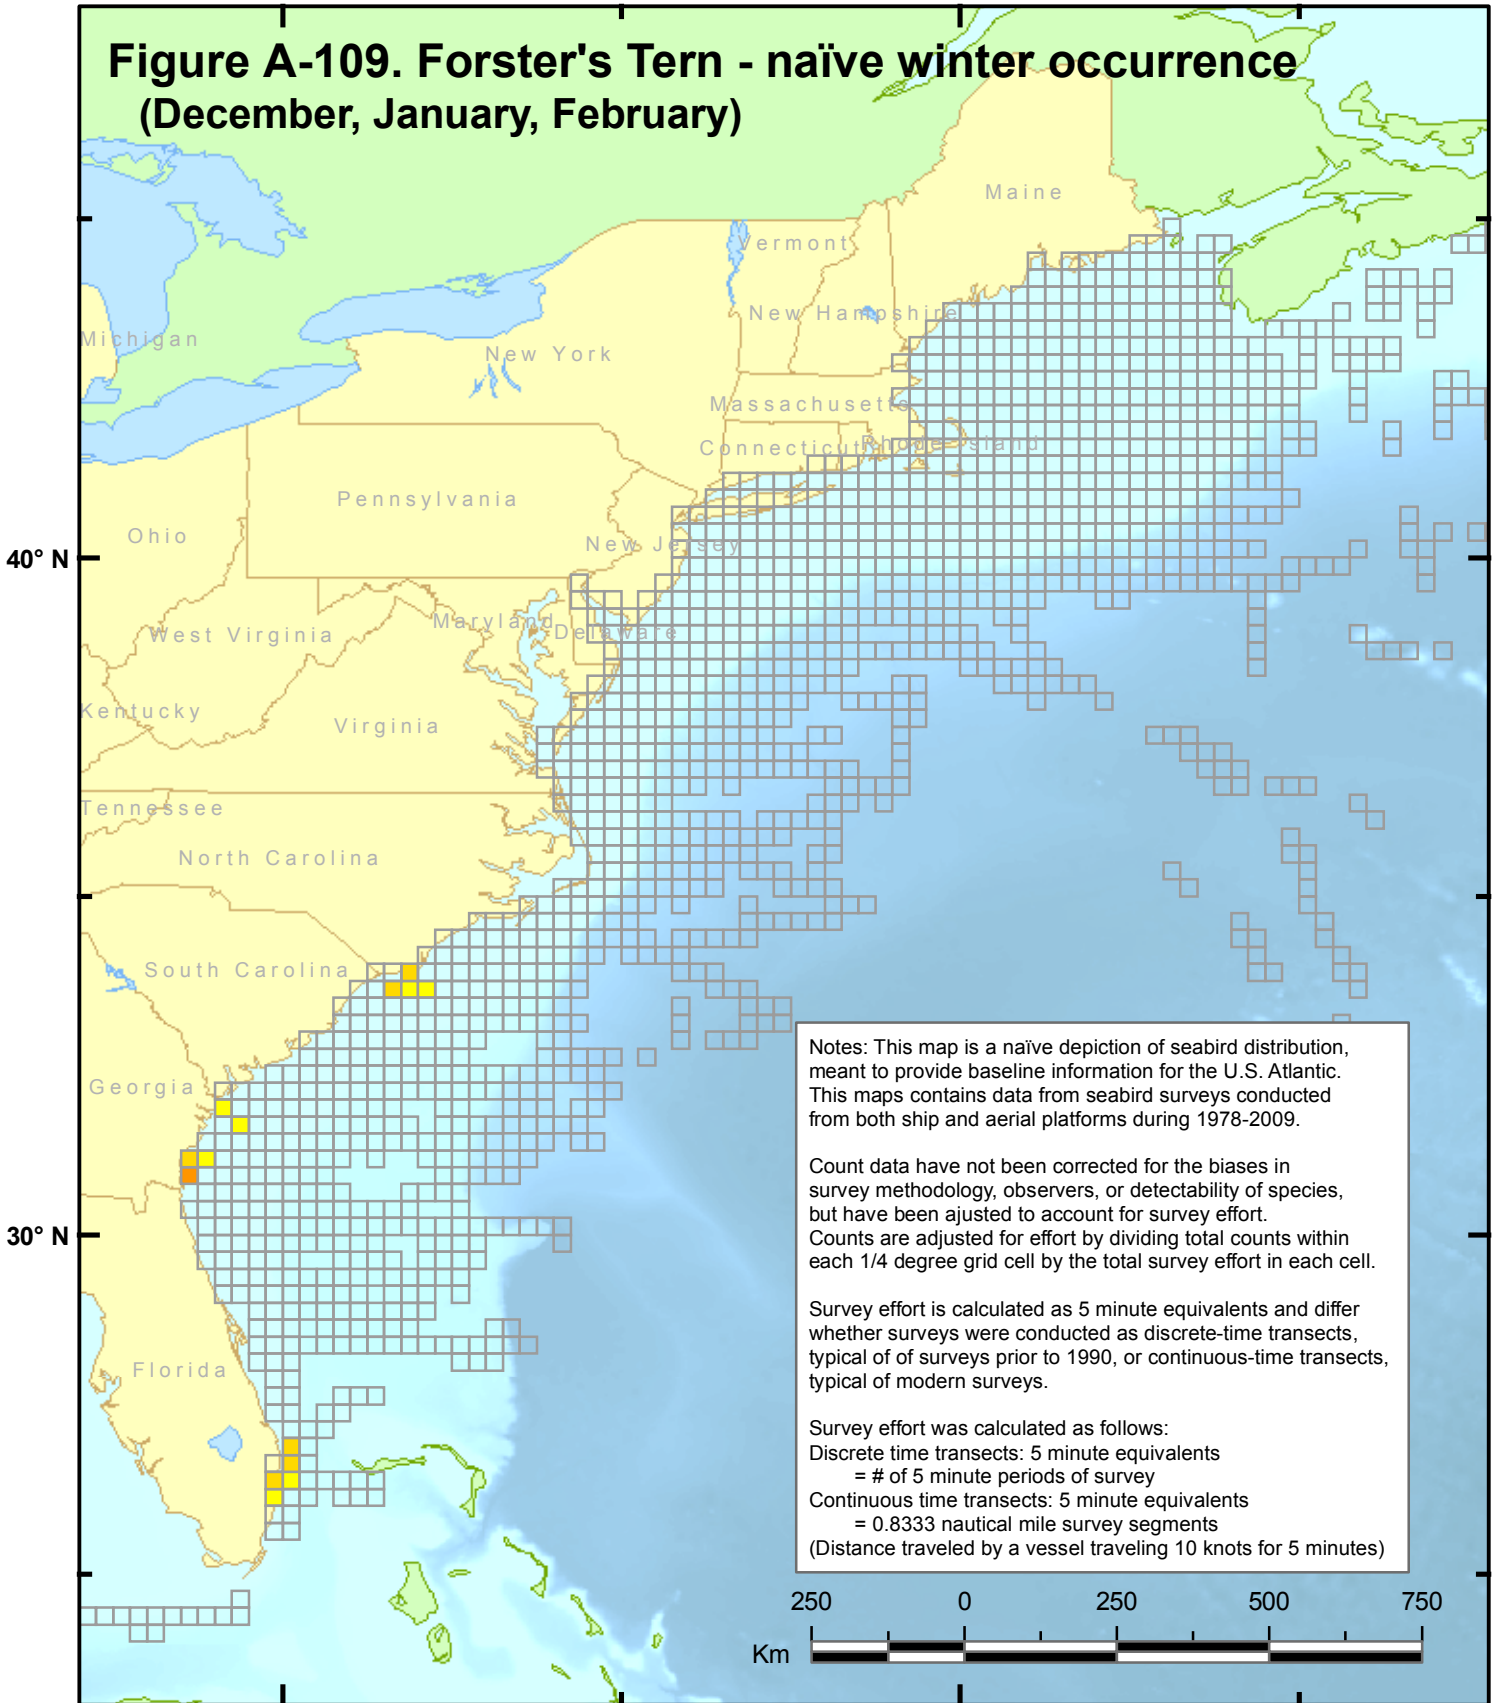 Figure A-109. Forster's Tern - naïve winter occurrence
(December, January, February)
Maine
Vermont
New Hampshire
Michigan
New York
Massachusetts
Connecticut
Rhode Island
Pennsylvania
Ohio
New Jersey
40° N
West Virginia
Maryland
Delaware
Kentucky
Virginia
Tennessee
North Carolina
South Carolina
Georgia
30° N
Florida
Notes: This map is a naïve depiction of seabird distribution,
meant to provide baseline information for the U.S. Atlantic.
This maps contains data from seabird surveys conducted
from both ship and aerial platforms during 1978-2009.
Count data have not been corrected for the biases in
survey methodology, observers, or detectability of species,
but have been ajusted to account for survey effort.
Counts are adjusted for effort by dividing total counts within
each 1/4 degree grid cell by the total survey effort in each cell.
Survey effort is calculated as 5 minute equivalents and differ
whether surveys were conducted as discrete-time transects,
typical of of surveys prior to 1990, or continuous-time transects,
typical of modern surveys.
Survey effort was calculated as follows:
Discrete time transects: 5 minute equivalents
= # of 5 minute periods of survey
Continuous time transects: 5 minute equivalents
= 0.8333 nautical mile survey segments
(Distance traveled by a vessel traveling 10 knots for 5 minutes)
250 0 250 500 750
Km